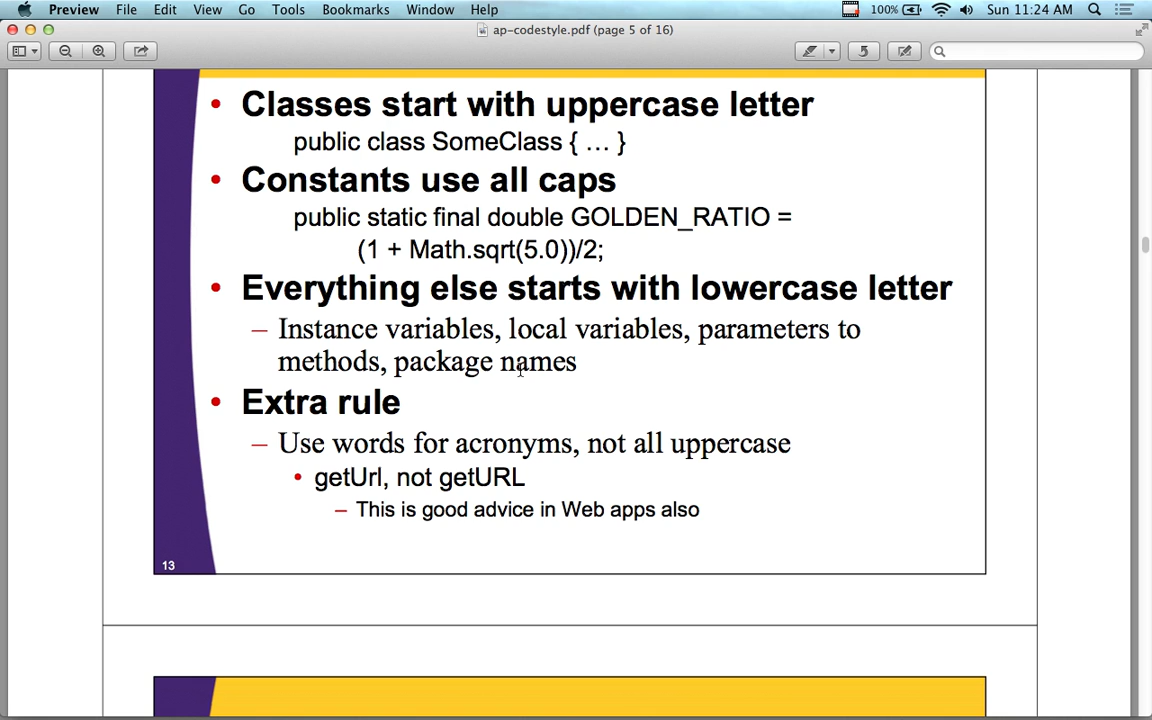 Preview File Edit View Go Tools Bookmarks Window Help 100% Sun 11:24 AM
ap-codestyle.pdf (page 5 of 16)
5
• Classes start with uppercase letter
public class SomeClass { … }
• Constants use all caps
public static final double GOLDEN_RATIO =
(1 + Math.sqrt(5.0))/2;
• Everything else starts with lowercase letter
– Instance variables, local variables, parameters to
methods, package names
• Extra rule
– Use words for acronyms, not all uppercase
• getUrl, not getURL
– This is good advice in Web apps also
13